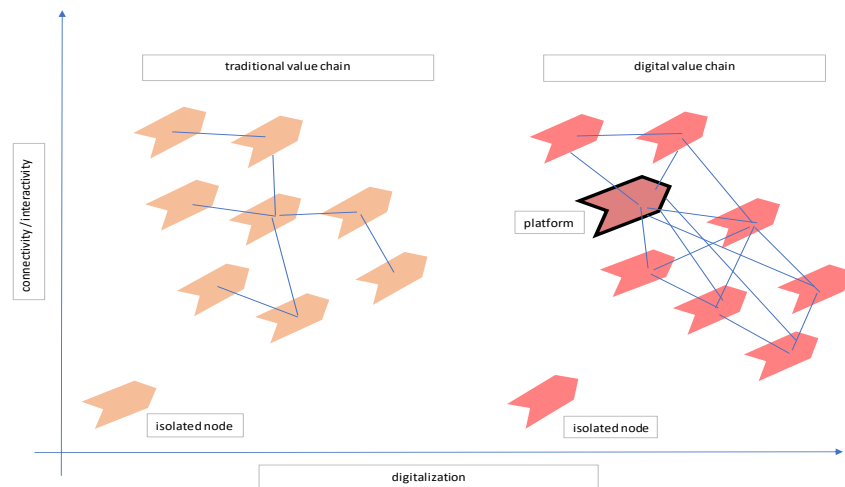 traditional value chain
digital value chain
connectivity / interactivity
platform
isolated node
isolated node
digitalization